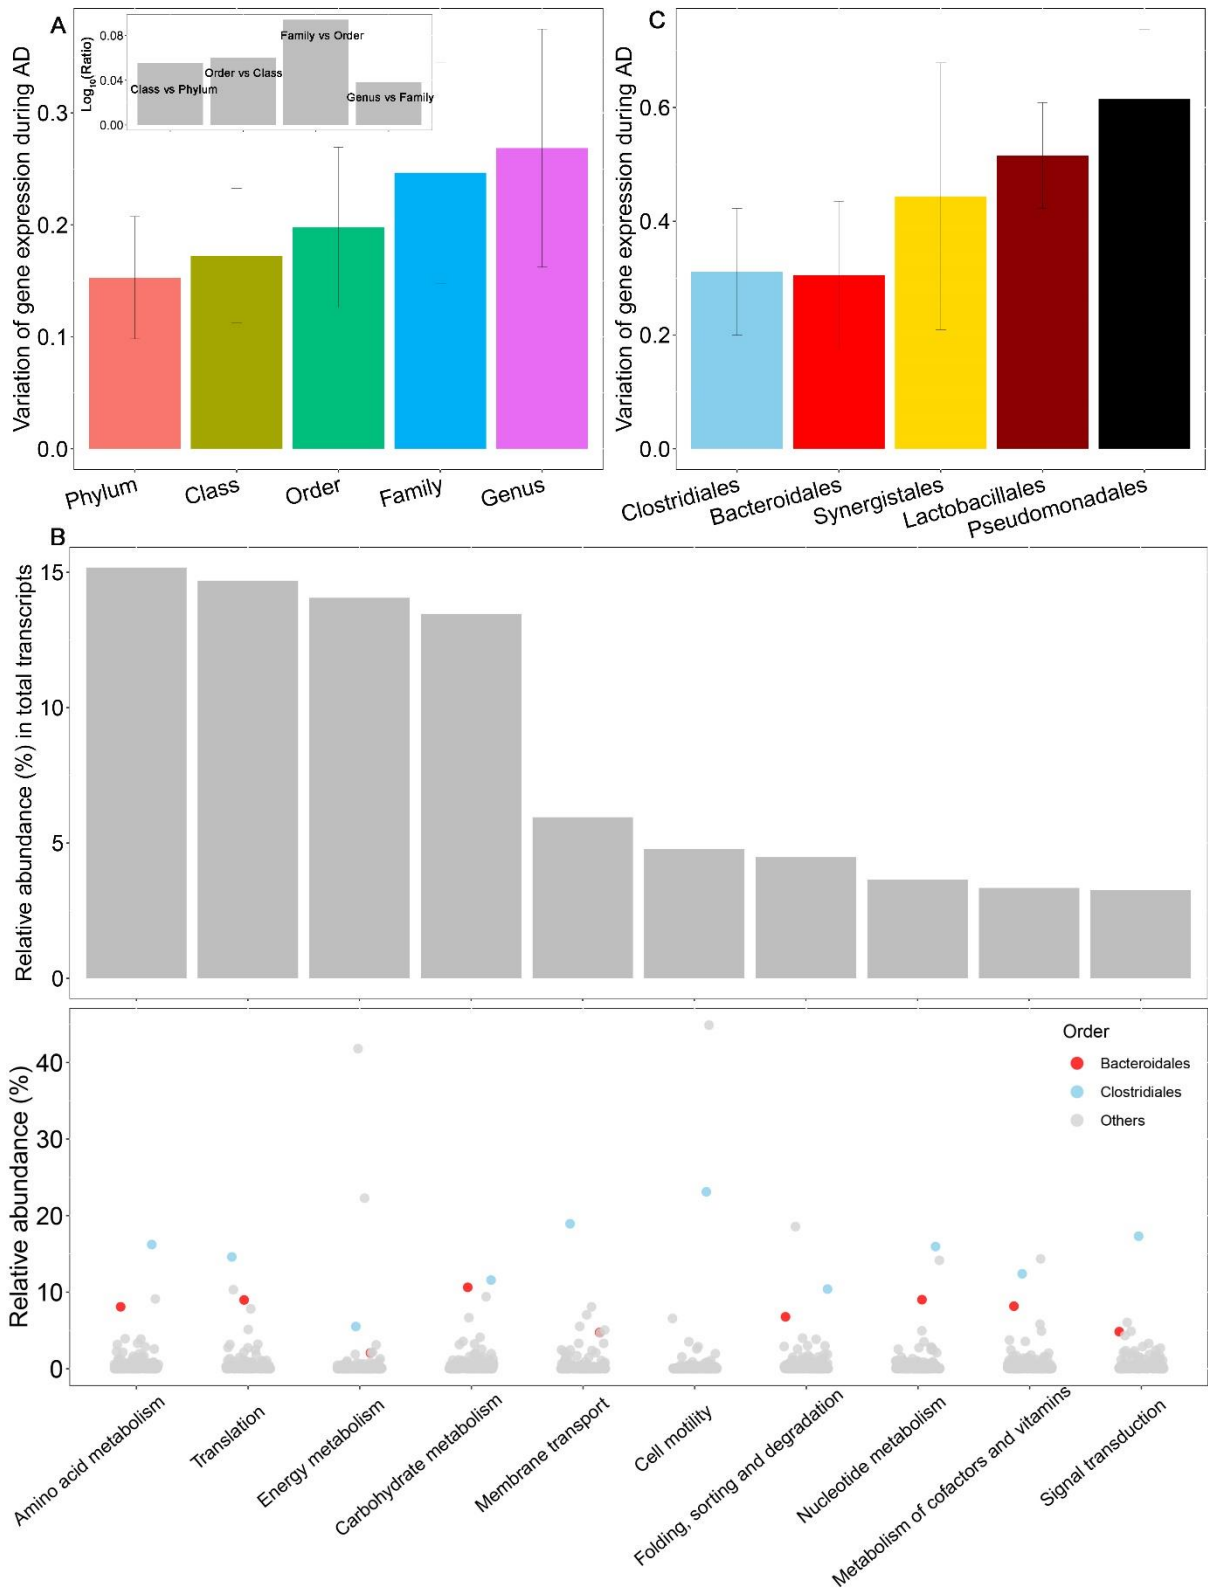 A
Variation of gene expression during AD
0.3
0.2
0.1
0.0
Log10(Ratio)
0.08
0.04
0.00
Class vs Phylum
Order vs Class
Family vs Order
Genus vs Family
Phylum
Class
Order
Family
Genus
C
Variation of gene expression during AD
0.6
0.4
0.2
0.0
Clostridiales
Bacteroidales
Synergistales
Lactobacillales
Pseudomonadales
B
Relative abundance (%) in total transcripts
15
10
5
0
Relative abundance (%)
40
30
20
10
0
Order
Bacteroidales
Clostridiales
Others
Amino acid metabolism
Translation
Energy metabolism
Carbohydrate metabolism
Membrane transport
Cell motility
Folding, sorting and degradation
Nucleotide metabolism
Metabolism of cofactors and vitamins
Signal transduction